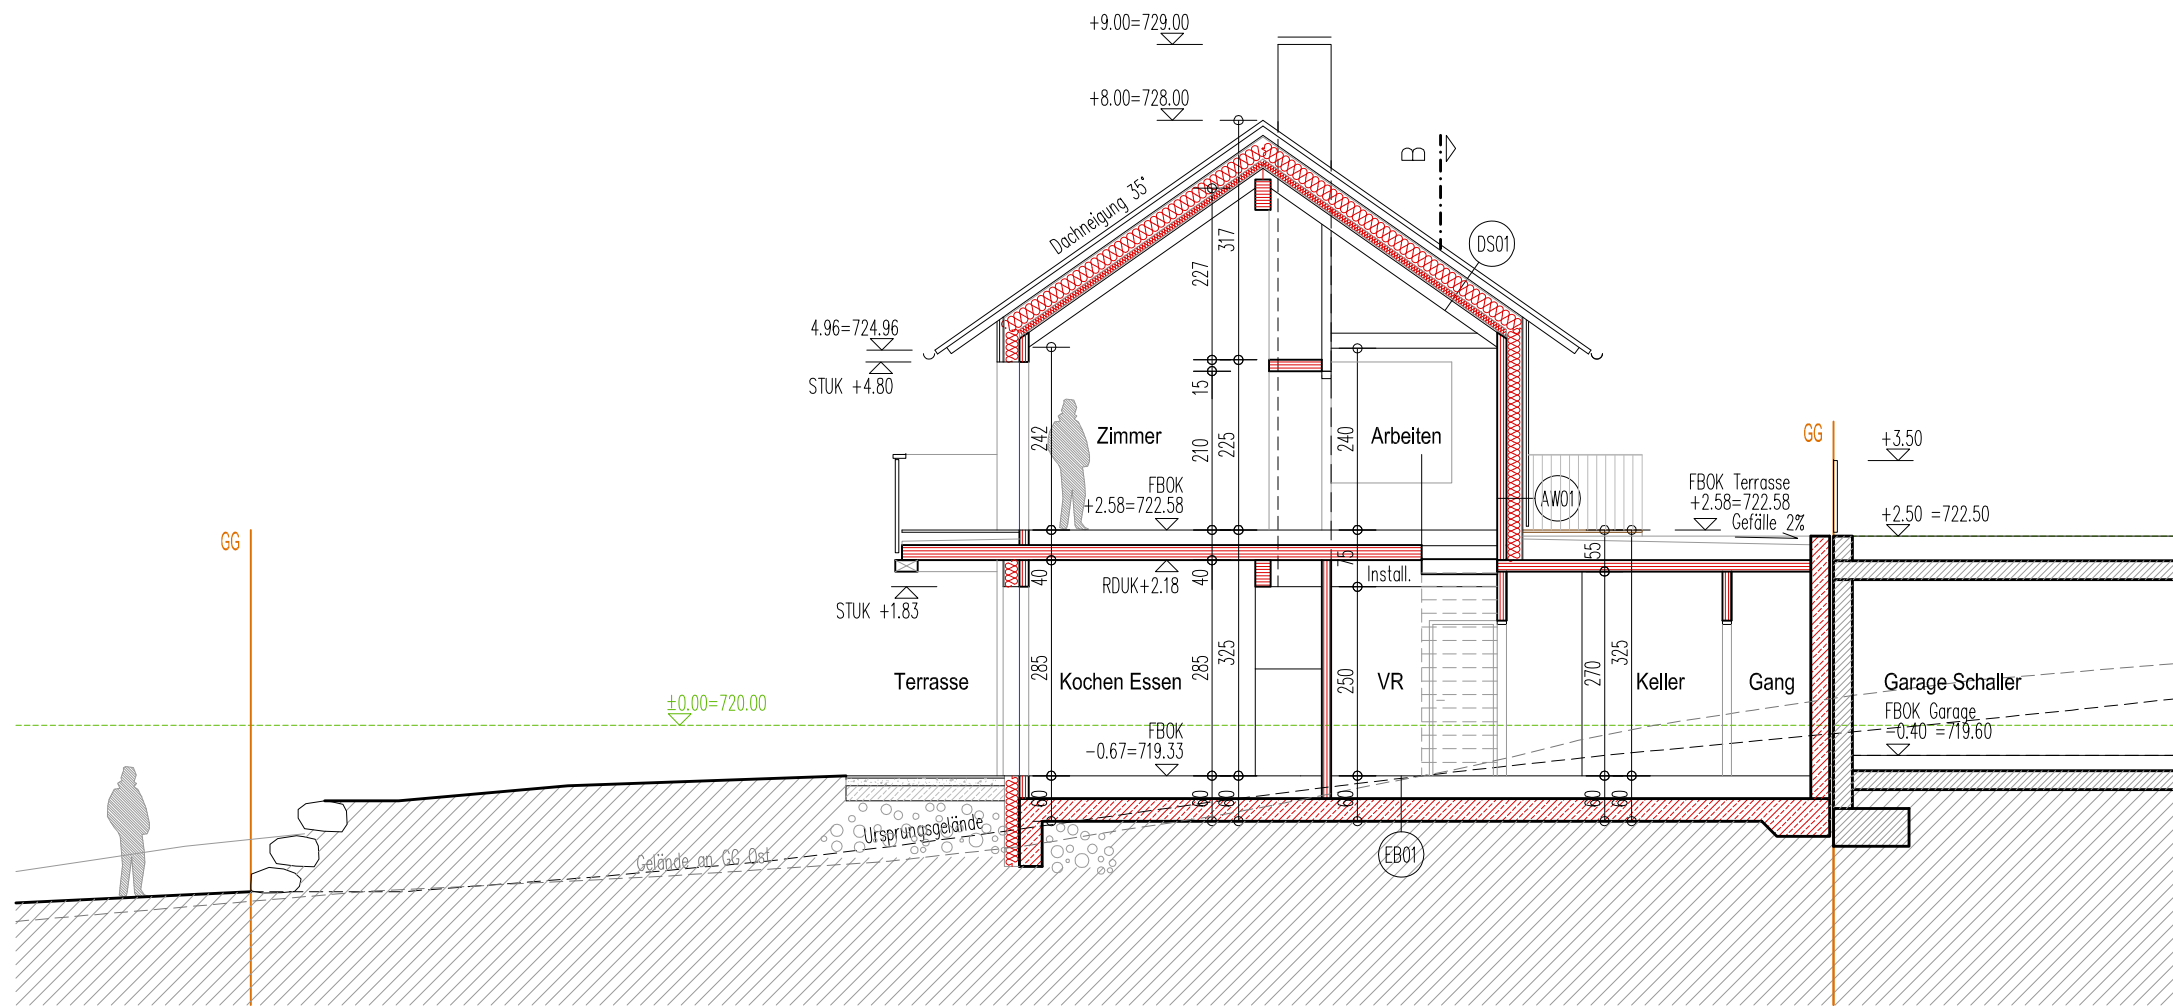 +9.00=729.00
+8.00=728.00
B
Dachneigung 35°
DS01
317
227
4.96=724.96
STUK +4.80
15
242
Zimmer
210
225
240
Arbeiten
GG
+3.50
FBOK
+2.58=722.58
AW01
FBOK Terrasse
+2.58=722.58
Gefälle 2%
+2.50 =722.50
GG
40
RDUK+2.18
40
75
Install.
55
STUK +1.83
285
285
325
250
270
325
Terrasse
Kochen Essen
VR
Keller
Gang
Garage Schaller
±0.00=720.00
FBOK
-0.67=719.33
FBOK Garage
-0.40 =719.60
60
60
60
60
60
60
Ursprungsgelände
Gelände an GG Ost
EB01